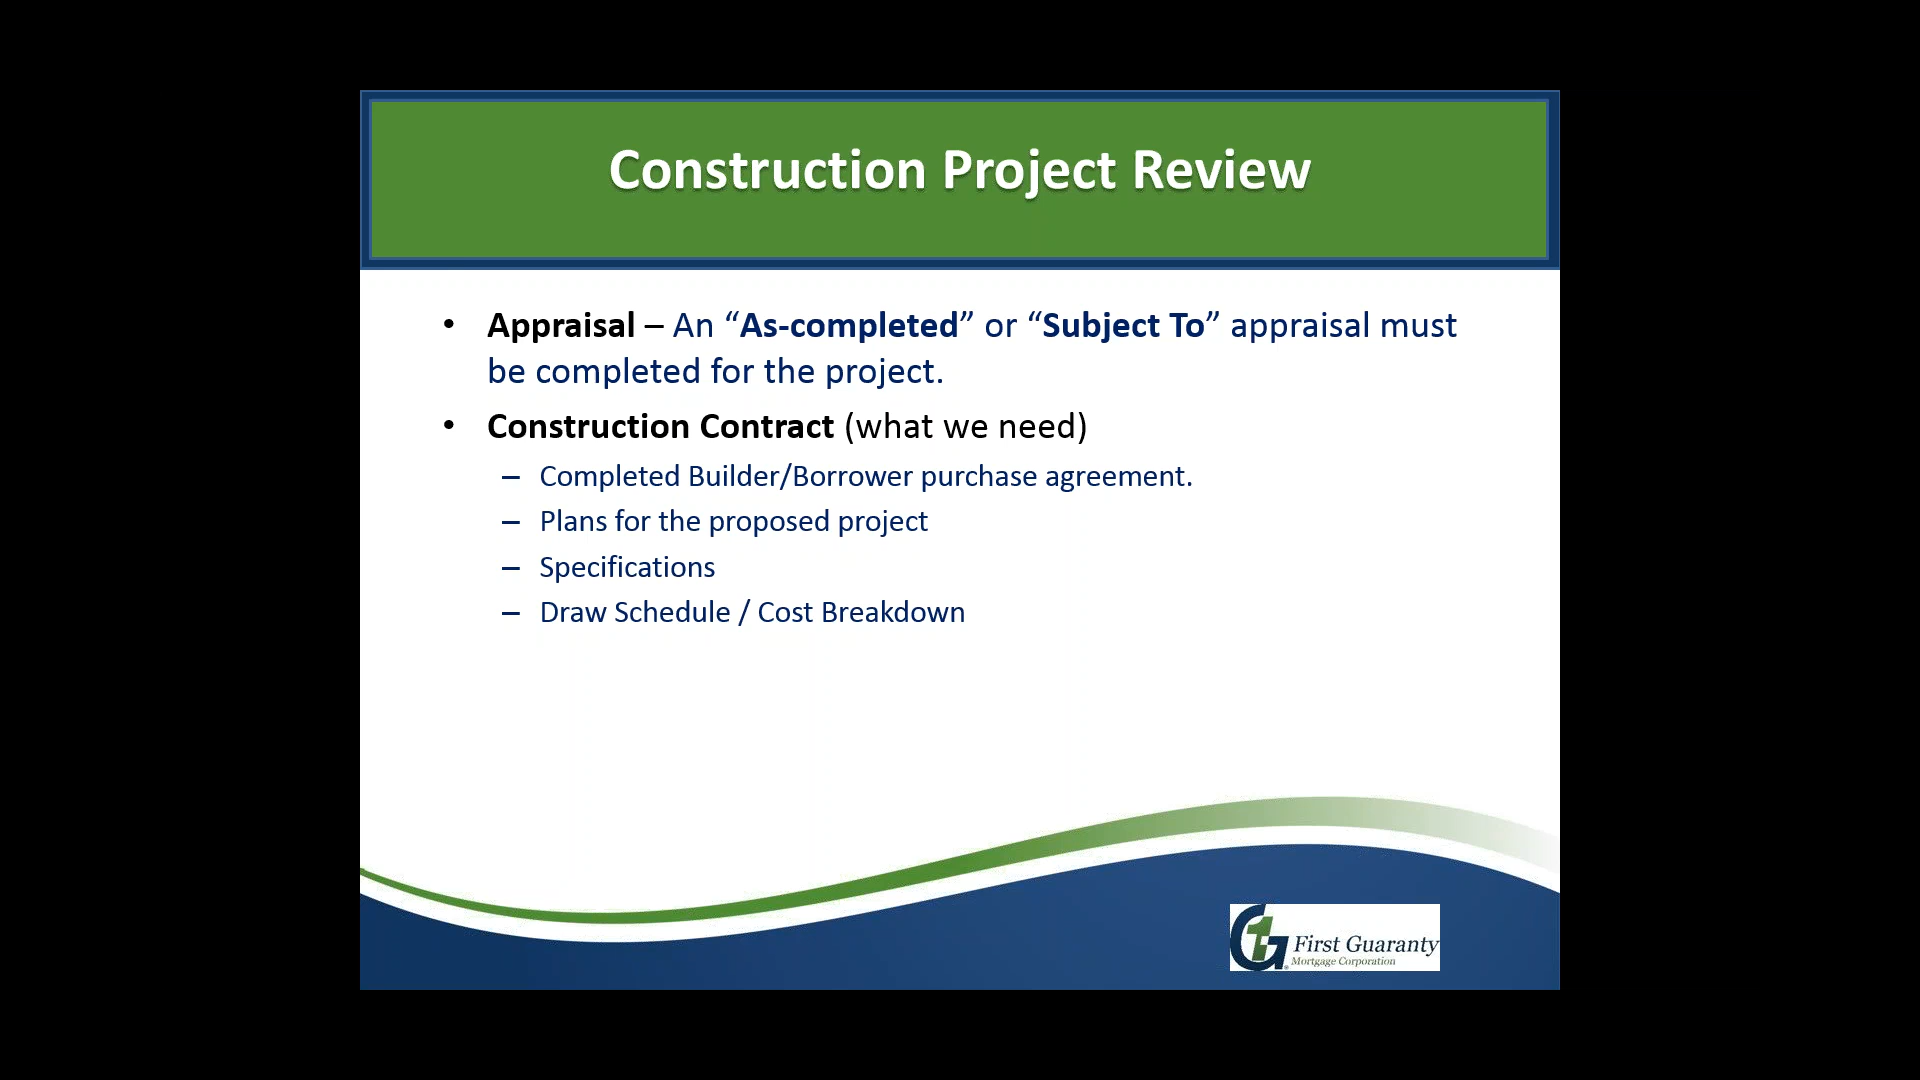 Construction Project Review
• Appraisal – An “As-completed” or “Subject To” appraisal must
be completed for the project.
• Construction Contract (what we need)
– Completed Builder/Borrower purchase agreement.
– Plans for the proposed project
– Specifications
– Draw Schedule / Cost Breakdown
First Guaranty
Mortgage Corporation